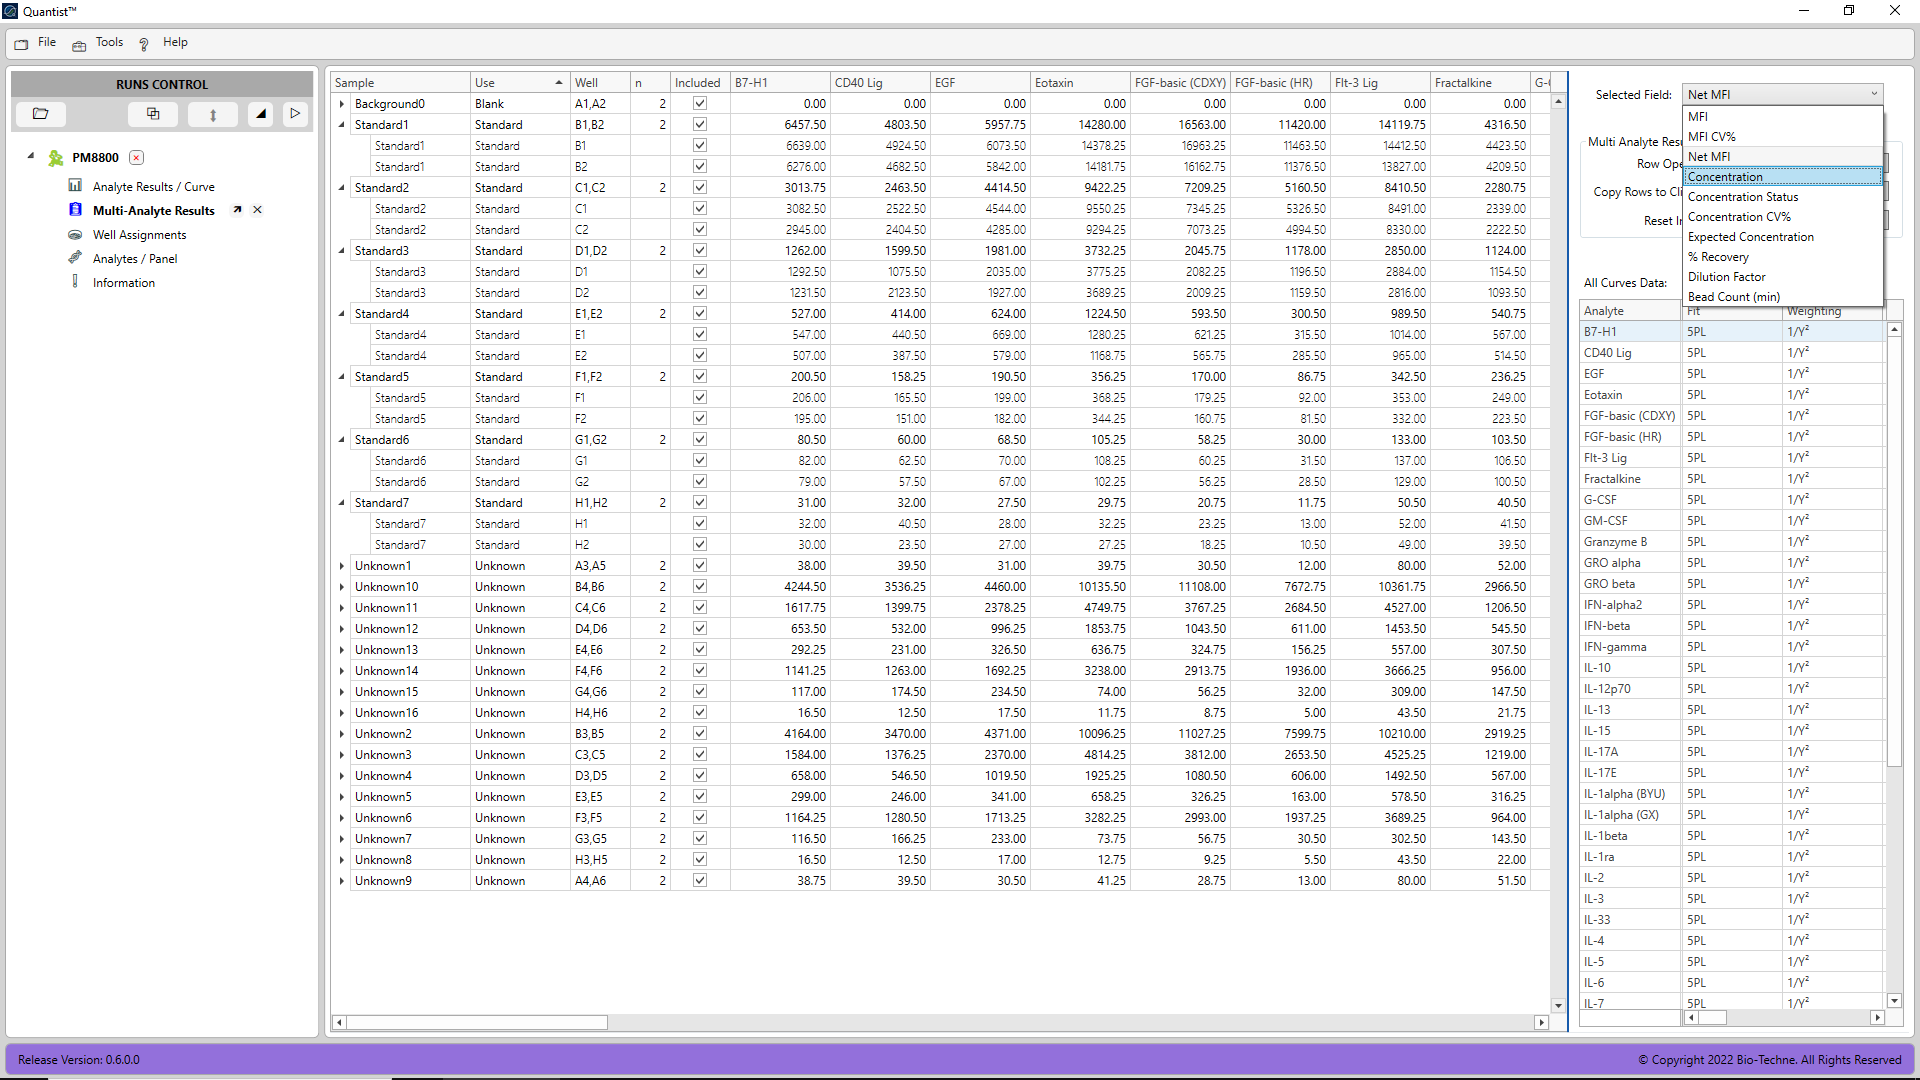 Quantist™
File Tools Help
RUNS CONTROL
PM8800
Analyte Results / Curve
Multi-Analyte Results
Well Assignments
Analytes / Panel
Information
Sample Use Well n Included B7-H1 CD40 Lig EGF Eotaxin FGF-basic (CDXY) FGF-basic (HR) Flt-3 Lig Fractalkine G-
Background0 Blank A1,A2 2 0.00 0.00 0.00 0.00 0.00 0.00 0.00 0.00
Standard1 Standard B1,B2 2 6457.50 4803.50 5957.75 14280.00 16563.00 11420.00 14119.75 4316.50
Standard1 Standard B1 6639.00 4924.50 6073.50 14378.25 16963.25 11463.50 14412.50 4423.50
Standard1 Standard B2 6276.00 4682.50 5842.00 14181.75 16162.75 11376.50 13827.00 4209.50
Standard2 Standard C1,C2 2 3013.75 2463.50 4414.50 9422.25 7209.25 5160.50 8410.50 2280.75
Standard2 Standard C1 3082.50 2522.50 4544.00 9550.25 7345.25 5326.50 8491.00 2339.00
Standard2 Standard C2 2945.00 2404.50 4285.00 9294.25 7073.25 4994.50 8330.00 2222.50
Standard3 Standard D1,D2 2 1262.00 1599.50 1981.00 3732.25 2045.75 1178.00 2850.00 1124.00
Standard3 Standard D1 1292.50 1075.50 2035.00 3775.25 2082.25 1196.50 2884.00 1154.50
Standard3 Standard D2 1231.50 2123.50 1927.00 3689.25 2009.25 1159.50 2816.00 1093.50
Standard4 Standard E1,E2 2 527.00 414.00 624.00 1224.50 593.50 300.50 989.50 540.75
Standard4 Standard E1 547.00 440.50 669.00 1280.25 621.25 315.50 1014.00 567.00
Standard4 Standard E2 507.00 387.50 579.00 1168.75 565.75 285.50 965.00 514.50
Standard5 Standard F1,F2 2 200.50 158.25 190.50 356.25 170.00 86.75 342.50 236.25
Standard5 Standard F1 206.00 165.50 199.00 368.25 179.25 92.00 353.00 249.00
Standard5 Standard F2 195.00 151.00 182.00 344.25 160.75 81.50 332.00 223.50
Standard6 Standard G1,G2 2 80.50 60.00 68.50 105.25 58.25 30.00 133.00 103.50
Standard6 Standard G1 82.00 62.50 70.00 108.25 60.25 31.50 137.00 106.50
Standard6 Standard G2 79.00 57.50 67.00 102.25 56.25 28.50 129.00 100.50
Standard7 Standard H1,H2 2 31.00 32.00 27.50 29.75 20.75 11.75 50.50 40.50
Standard7 Standard H1 32.00 40.50 28.00 32.25 23.25 13.00 52.00 41.50
Standard7 Standard H2 30.00 23.50 27.00 27.25 18.25 10.50 49.00 39.50
Unknown1 Unknown A3,A5 2 38.00 39.50 31.00 39.75 30.50 12.00 80.00 52.00
Unknown10 Unknown B4,B6 2 4244.50 3536.25 4460.00 10135.50 11108.00 7672.75 10361.75 2966.50
Unknown11 Unknown C4,C6 2 1617.75 1399.75 2378.25 4749.75 3767.25 2684.50 4527.00 1206.50
Unknown12 Unknown D4,D6 2 653.50 532.00 996.25 1853.75 1043.50 611.00 1453.50 545.50
Unknown13 Unknown E4,E6 2 292.25 231.00 326.50 636.75 324.75 156.25 557.00 307.50
Unknown14 Unknown F4,F6 2 1141.25 1263.00 1692.25 3238.00 2913.75 1936.00 3666.25 956.00
Unknown15 Unknown G4,G6 2 117.00 174.50 234.50 74.00 56.25 32.00 309.00 147.50
Unknown16 Unknown H4,H6 2 16.50 12.50 17.50 11.75 8.75 5.00 43.50 21.75
Unknown2 Unknown B3,B5 2 4164.00 3470.00 4371.00 10096.25 11027.25 7599.75 10210.00 2919.25
Unknown3 Unknown C3,C5 2 1584.00 1376.25 2370.00 4814.25 3812.00 2653.50 4525.25 1219.00
Unknown4 Unknown D3,D5 2 658.00 546.50 1019.50 1925.25 1080.50 606.00 1492.50 567.00
Unknown5 Unknown E3,E5 2 299.00 246.00 341.00 658.25 326.25 163.00 578.50 316.25
Unknown6 Unknown F3,F5 2 1164.25 1280.50 1713.25 3282.25 2993.00 1937.25 3689.25 964.00
Unknown7 Unknown G3,G5 2 116.50 166.25 233.00 73.75 56.75 30.50 302.50 143.50
Unknown8 Unknown H3,H5 2 16.50 12.50 17.00 12.75 9.25 5.50 43.50 22.00
Unknown9 Unknown A4,A6 2 38.75 39.50 30.50 41.25 28.75 13.00 80.00 51.50
Selected Field: Net MFI
MFI
MFI CV%
Net MFI
Concentration
Concentration Status
Concentration CV%
Expected Concentration
% Recovery
Dilution Factor
Bead Count (min)
Multi Analyte Resu
Row Ope
Copy Rows to Cli
Reset In
All Curves Data:
Analyte Fit Weighting
B7-H1 5PL 1/Y²
CD40 Lig 5PL 1/Y²
EGF 5PL 1/Y²
Eotaxin 5PL 1/Y²
FGF-basic (CDXY) 5PL 1/Y²
FGF-basic (HR) 5PL 1/Y²
Flt-3 Lig 5PL 1/Y²
Fractalkine 5PL 1/Y²
G-CSF 5PL 1/Y²
GM-CSF 5PL 1/Y²
Granzyme B 5PL 1/Y²
GRO alpha 5PL 1/Y²
GRO beta 5PL 1/Y²
IFN-alpha2 5PL 1/Y²
IFN-beta 5PL 1/Y²
IFN-gamma 5PL 1/Y²
IL-10 5PL 1/Y²
IL-12p70 5PL 1/Y²
IL-13 5PL 1/Y²
IL-15 5PL 1/Y²
IL-17A 5PL 1/Y²
IL-17E 5PL 1/Y²
IL-1alpha (BYU) 5PL 1/Y²
IL-1alpha (GX) 5PL 1/Y²
IL-1beta 5PL 1/Y²
IL-1ra 5PL 1/Y²
IL-2 5PL 1/Y²
IL-3 5PL 1/Y²
IL-33 5PL 1/Y²
IL-4 5PL 1/Y²
IL-5 5PL 1/Y²
IL-6 5PL 1/Y²
IL-7 5PL 1/Y²
Release Version: 0.6.0.0
© Copyright 2022 Bio-Techne. All Rights Reserved